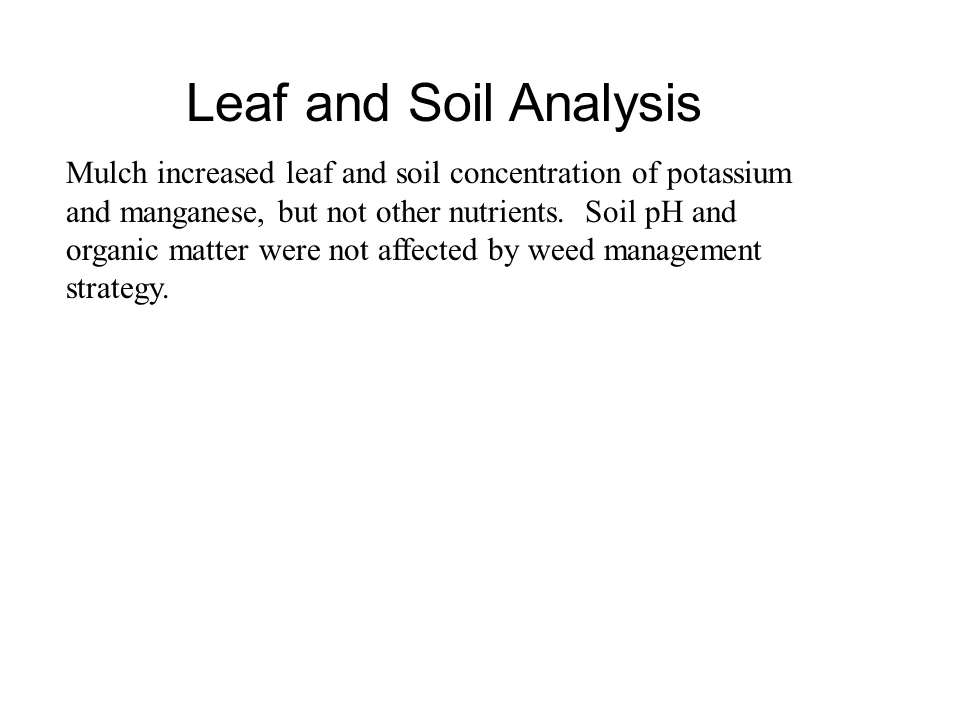 Leaf and Soil Analysis
Mulch increased leaf and soil concentration of potassium
and manganese, but not other nutrients.  Soil pH and
organic matter were not affected by weed management
strategy.